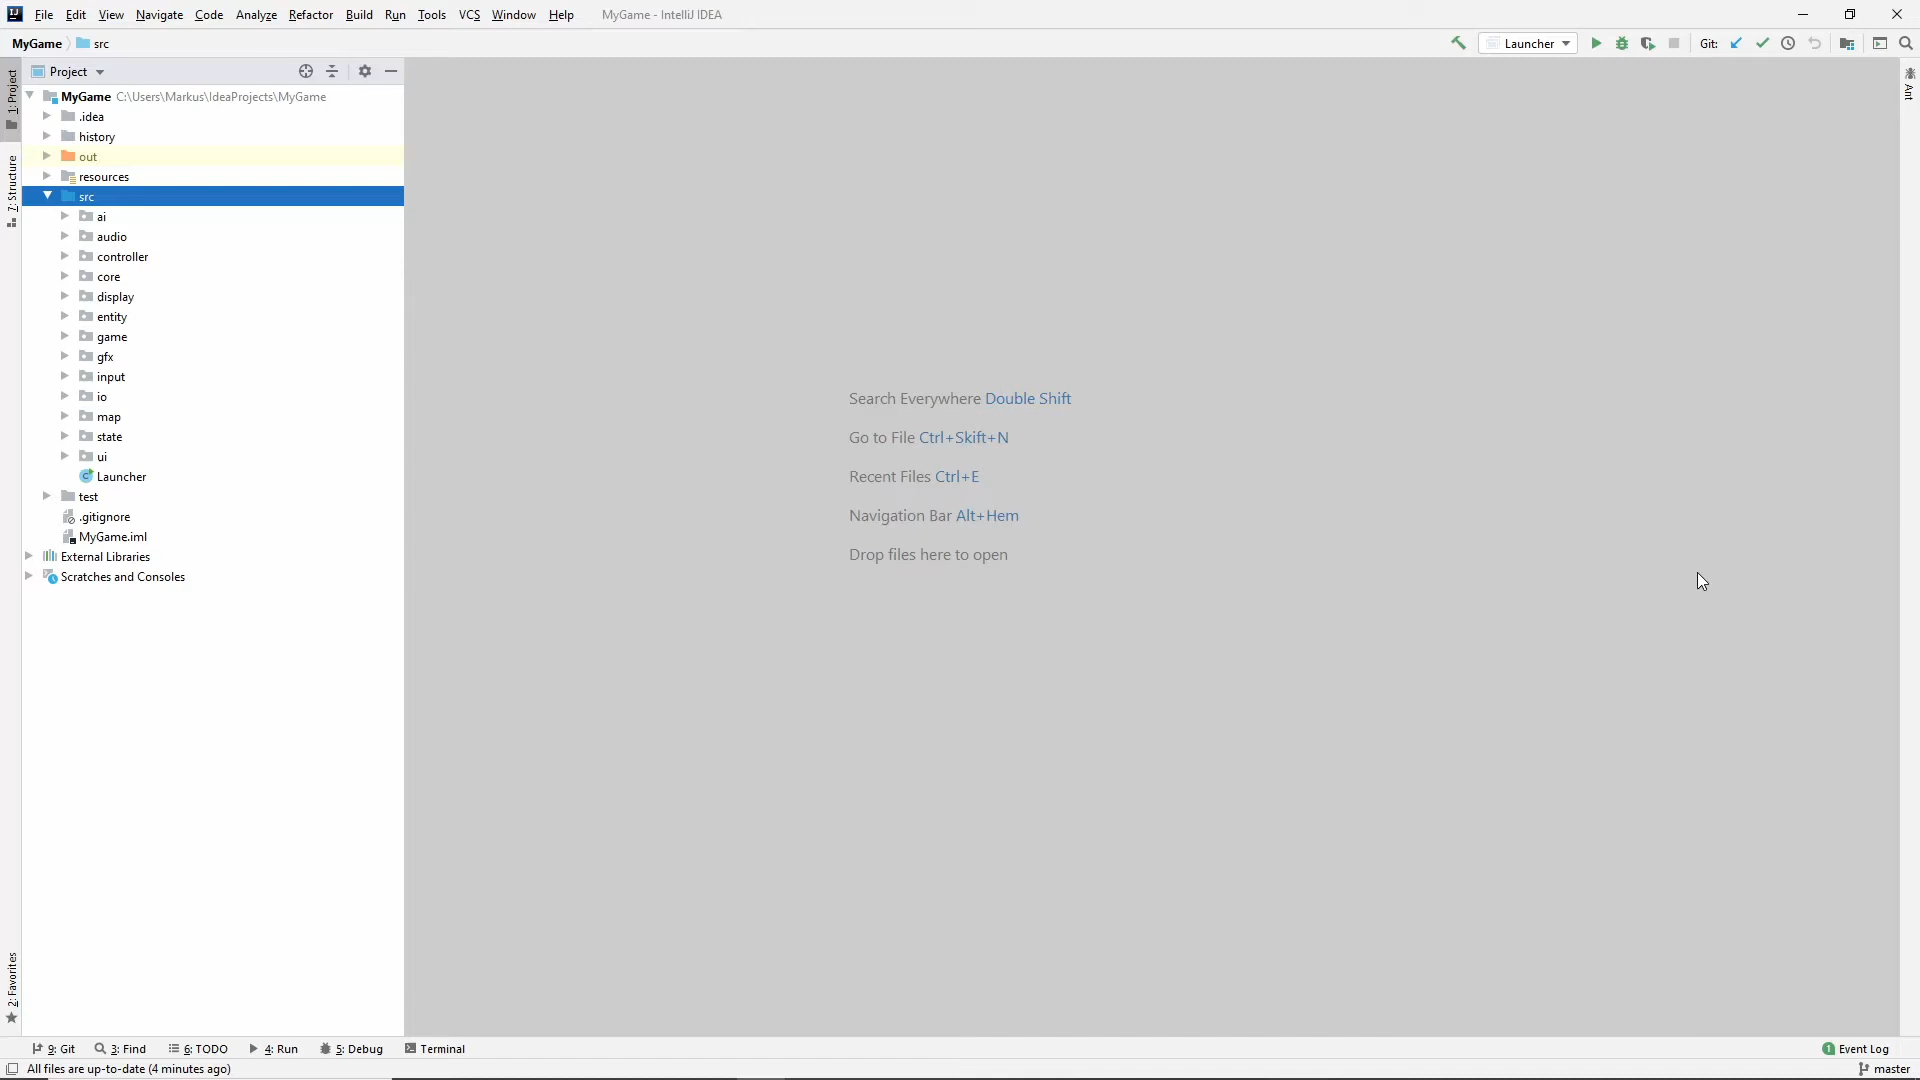 File Edit View Navigate Code Analyze Refactor Build Run Tools VCS Window Help MyGame - IntelliJ IDEA
MyGame src Launcher Git:
1: Project
Project
MyGame C:\Users\Markus\IdeaProjects\MyGame
.idea
history
out
resources
src
ai
audio
controller
core
display
entity
game
gfx
input
io
map
state
ui
Launcher
test
.gitignore
MyGame.iml
External Libraries
Scratches and Consoles
7: Structure
2: Favorites
Search Everywhere Double Shift
Go to File Ctrl+Skift+N
Recent Files Ctrl+E
Navigation Bar Alt+Hem
Drop files here to open
Ant
9: Git 3: Find 6: TODO 4: Run 5: Debug Terminal 1 Event Log
All files are up-to-date (4 minutes ago) master